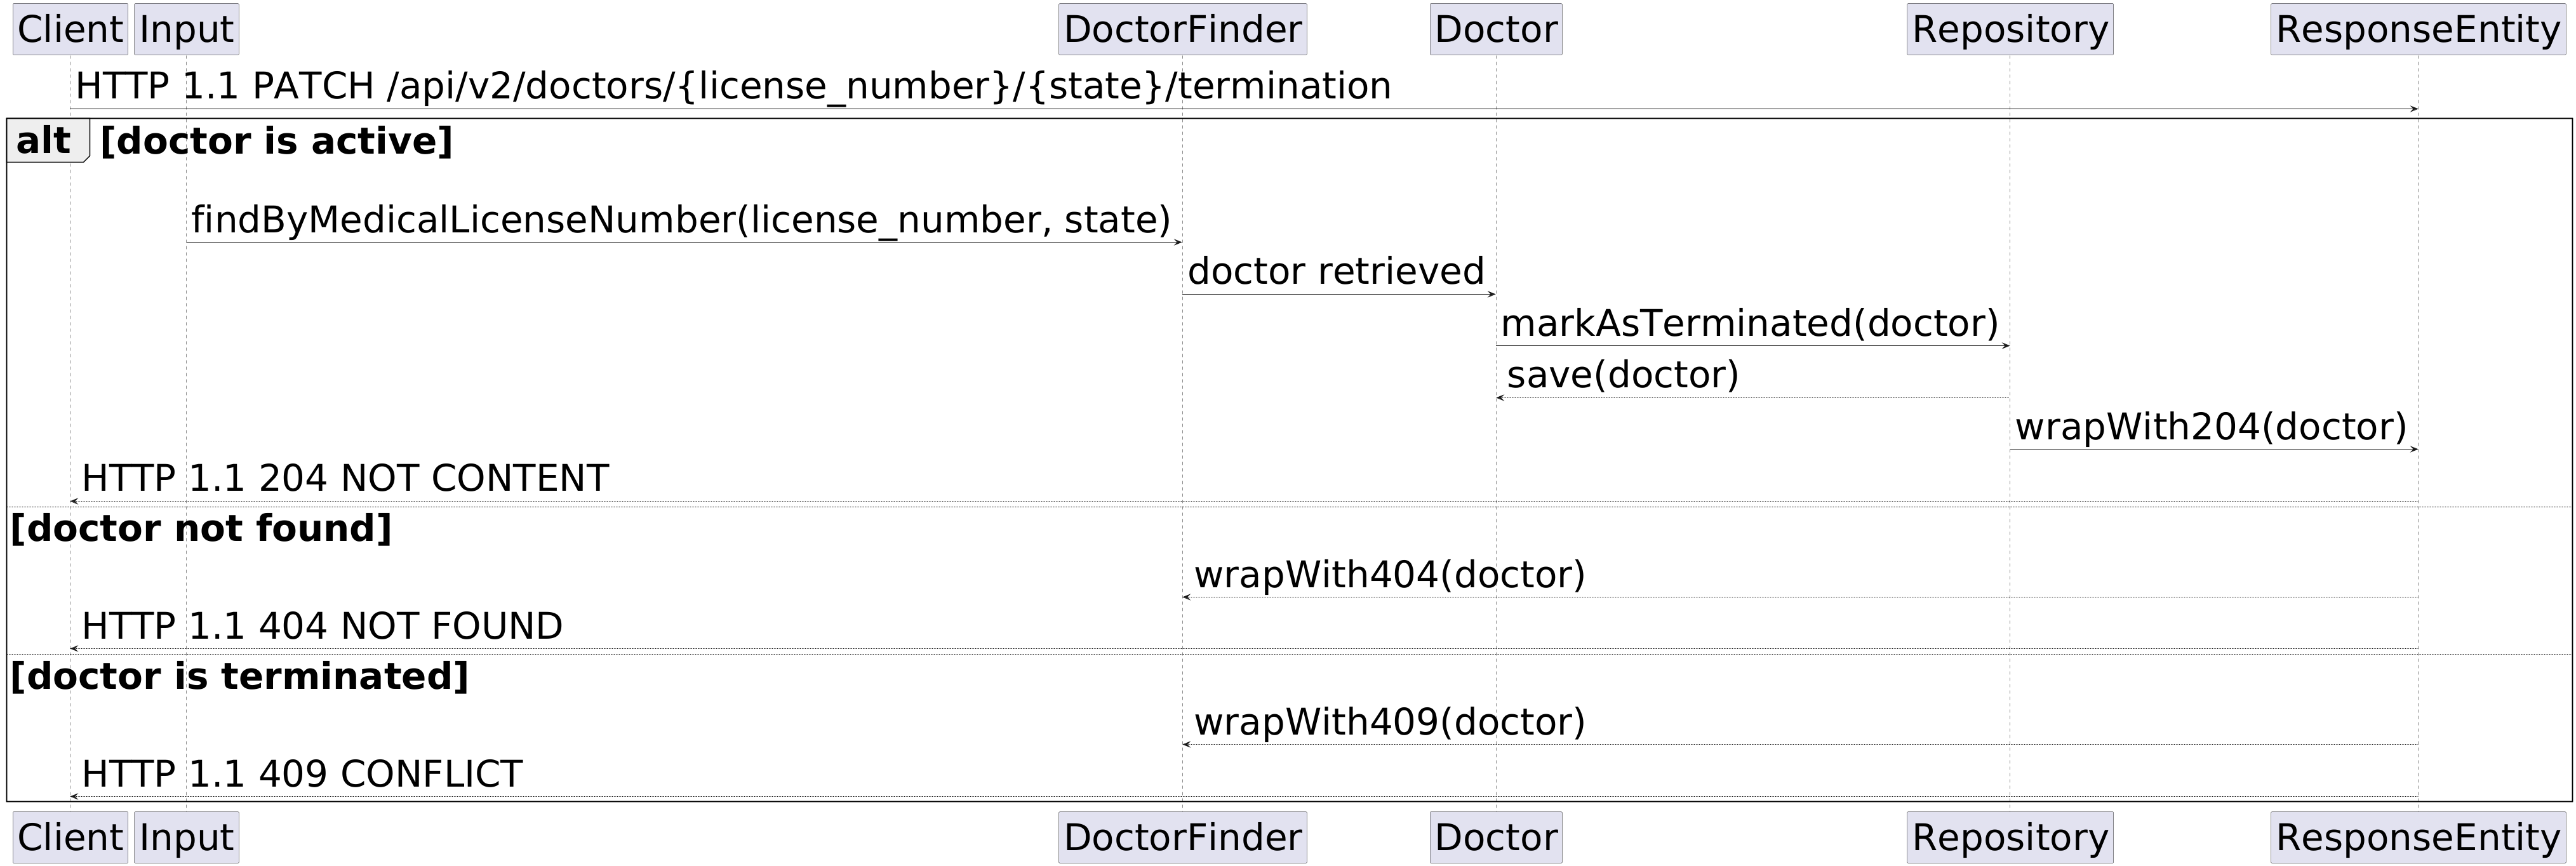 Client Input DoctorFinder Doctor Repository ResponseEntity
HTTP 1.1 PATCH /api/v2/doctors/{license_number}/{state}/termination
alt [doctor is active]
findByMedicalLicenseNumber(license_number, state)
doctor retrieved
markAsTerminated(doctor)
save(doctor)
wrapWith204(doctor)
HTTP 1.1 204 NOT CONTENT
[doctor not found]
wrapWith404(doctor)
HTTP 1.1 404 NOT FOUND
[doctor is terminated]
wrapWith409(doctor)
HTTP 1.1 409 CONFLICT
Client Input DoctorFinder Doctor Repository ResponseEntity